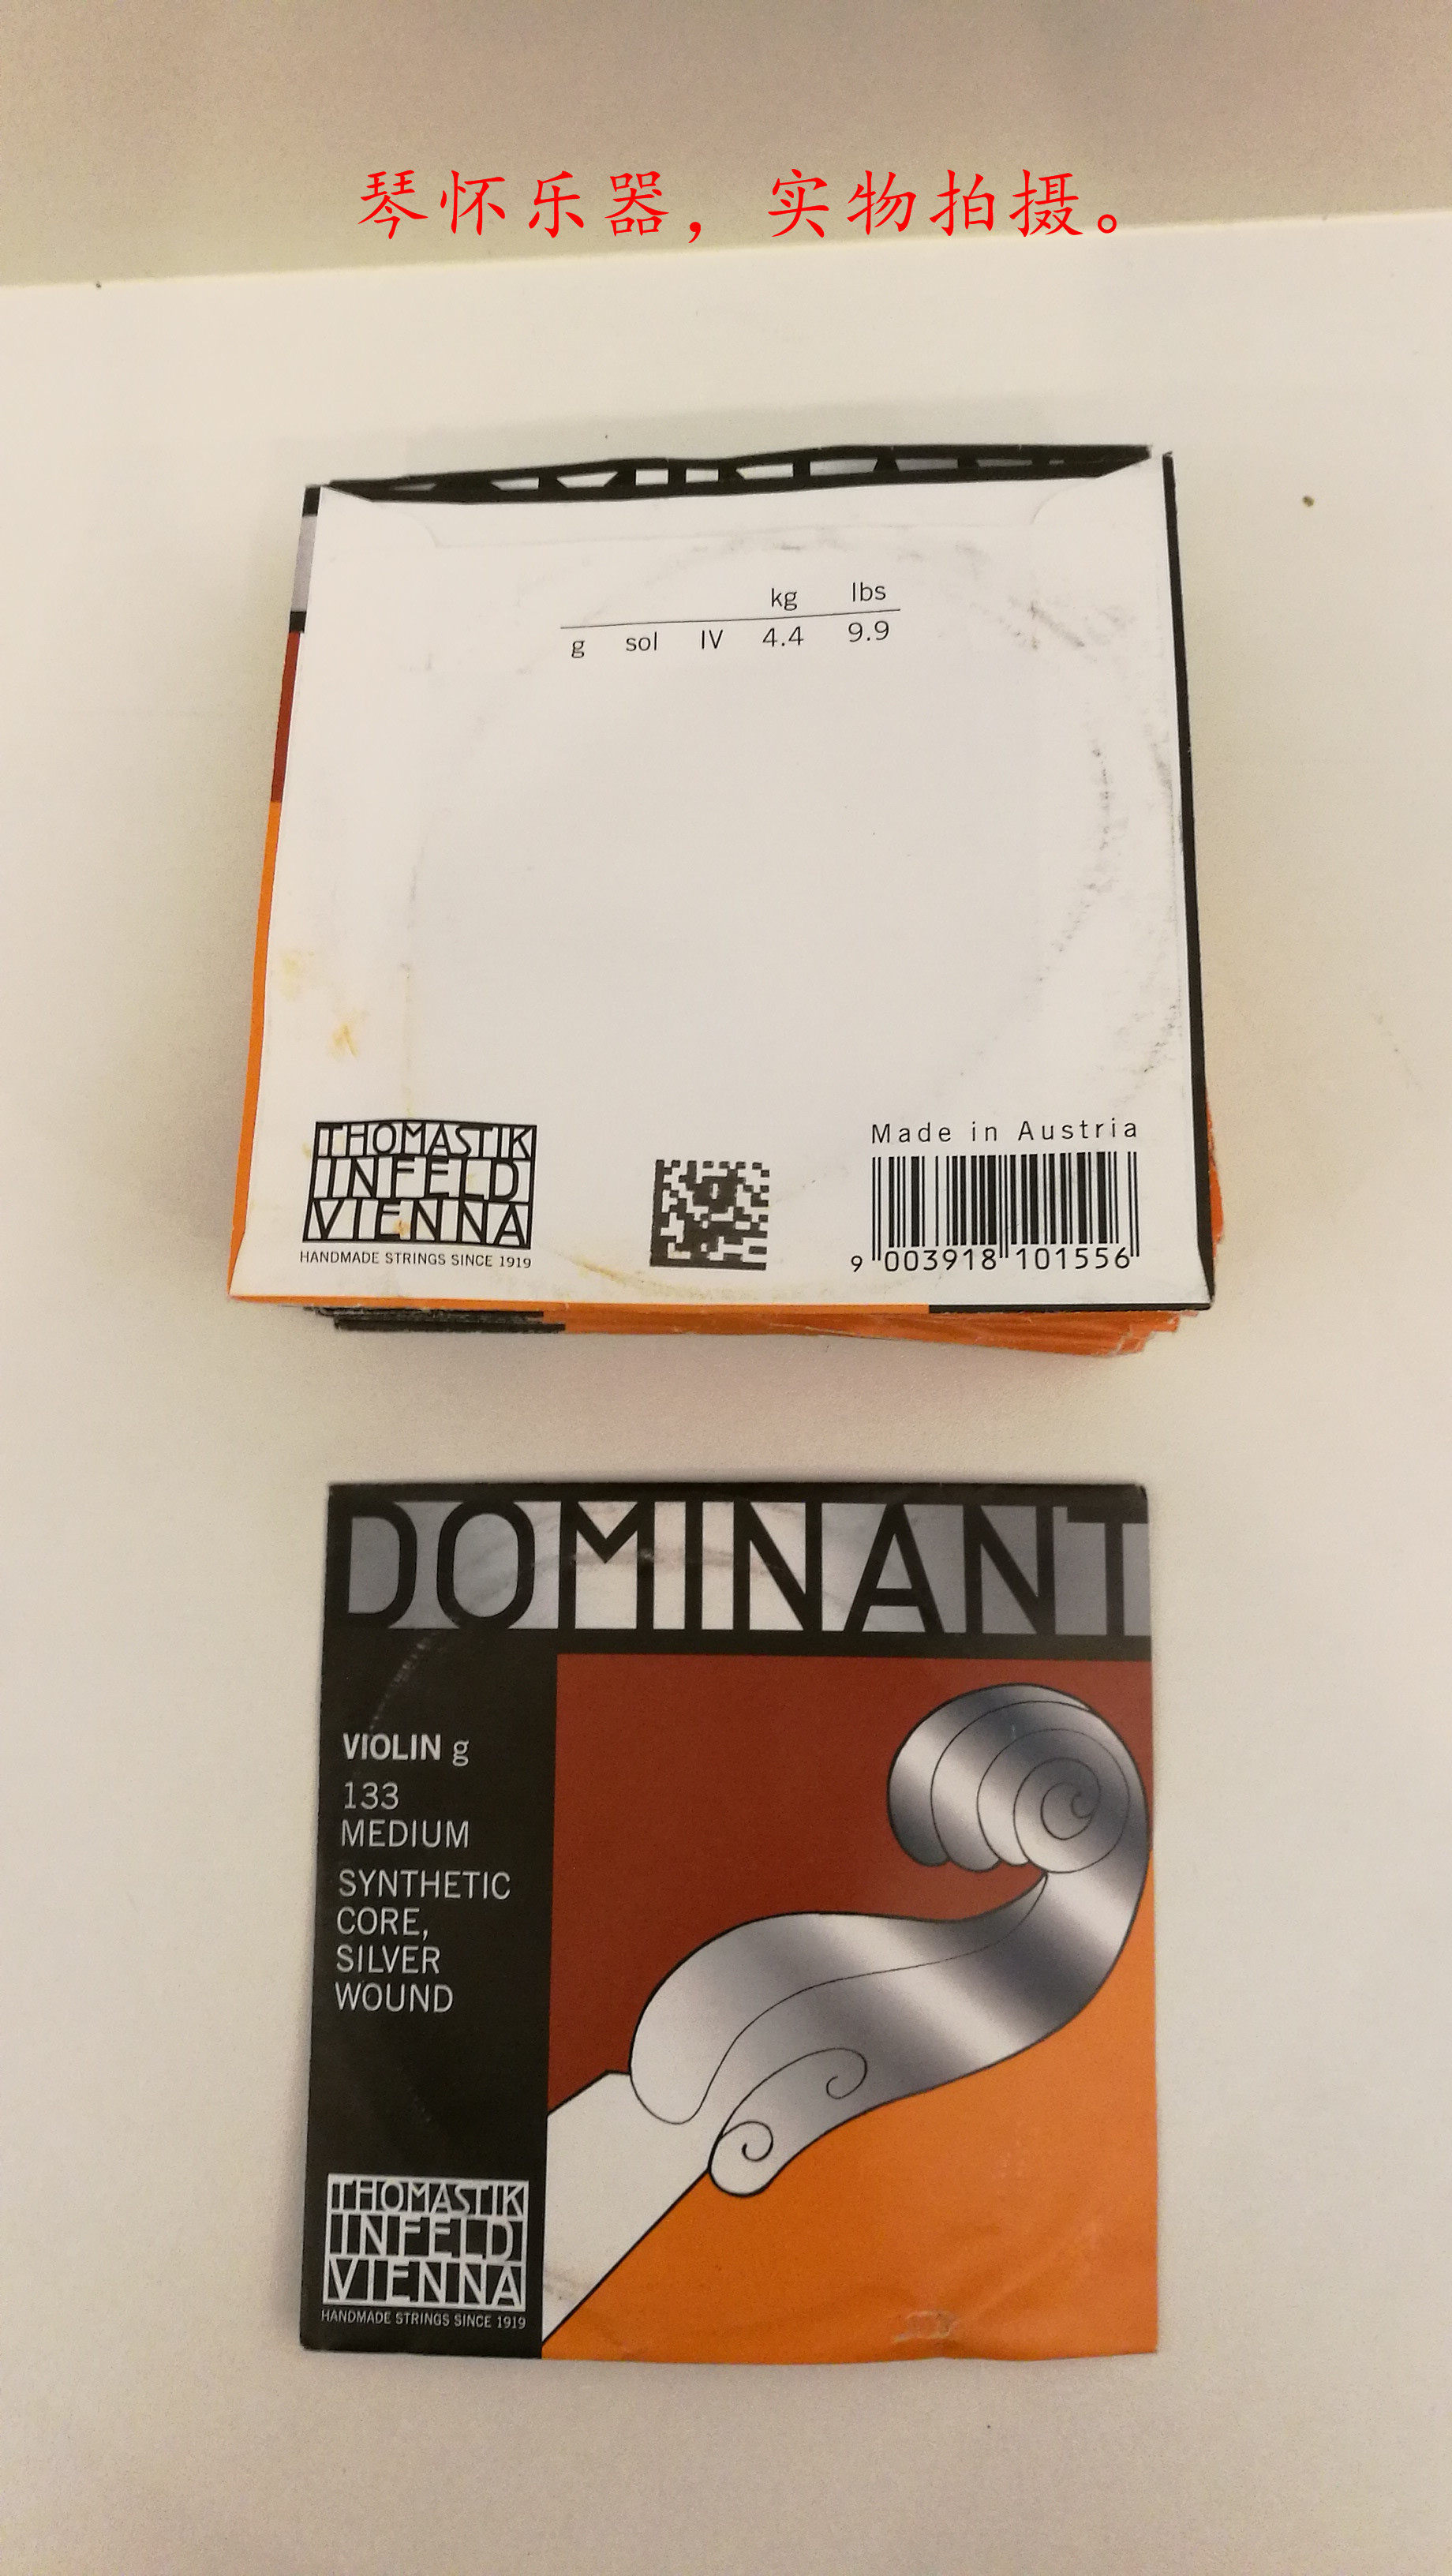 琴怀乐器，实物拍摄。
kg lbs
g sol IV 4.4 9.9
THOMASTIK
INFELD
VIENNA
HANDMADE STRINGS SINCE 1919
Made in Austria
9 003918 101556
DOMINANT
VIOLIN g
133
MEDIUM
SYNTHETIC
CORE,
SILVER
WOUND
THOMASTIK
INFELD
VIENNA
HANDMADE STRINGS SINCE 1919